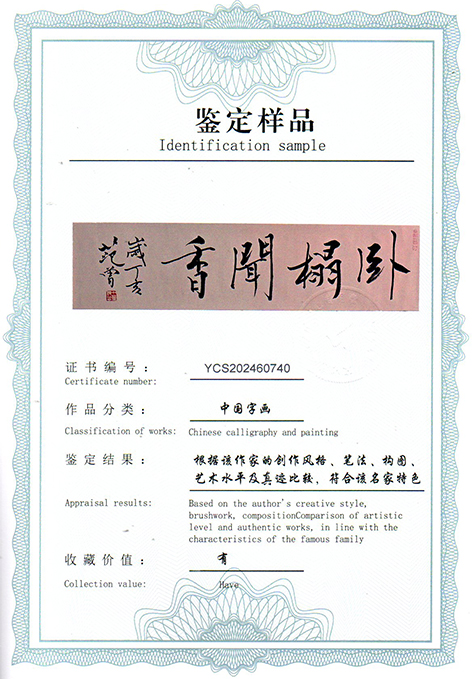 鉴定样品
Identification sample
卧榻聞香
歲丁亥
范曾
证书编号：
YCS202460740
Certificate number:
作品分类：
中国字画
Classification of works:
Chinese calligraphy and painting
鉴定结果：
根据该作家的创作风格、笔法、构图、
艺术水平及真迹比较，符合该名家特色
Appraisal results:
Based on the author's creative style,
brushwork, compositionComparison of artistic
level and authentic works, in line with the
characteristics of the famous family
收藏价值：
有
Collection value:
Have